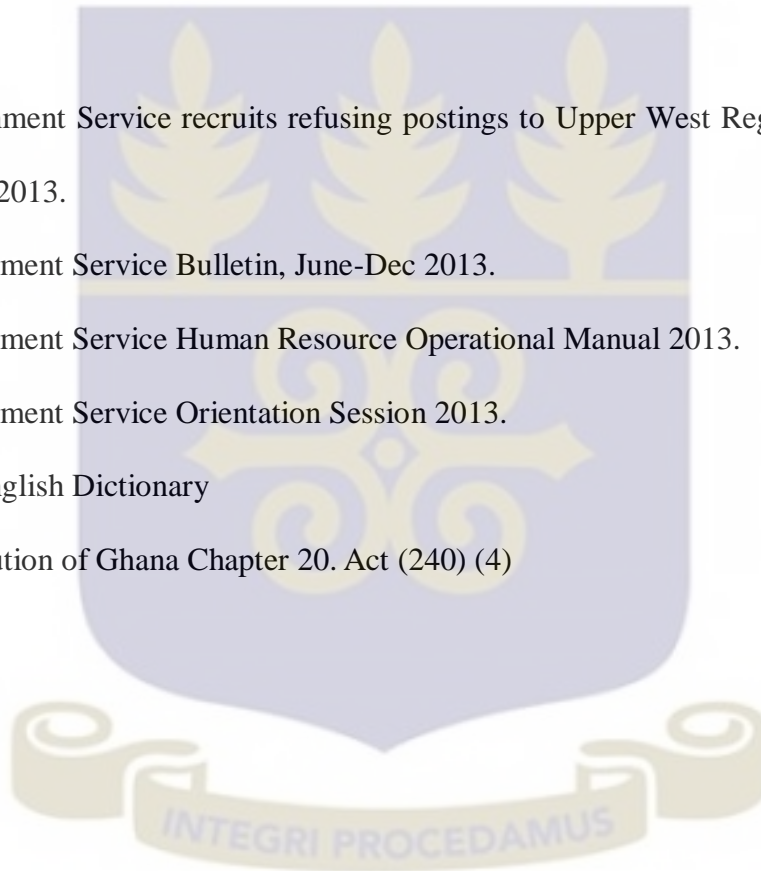 nment Service recruits refusing postings to Upper West Reg
2013.
ment Service Bulletin, June-Dec 2013.
ment Service Human Resource Operational Manual 2013.
ment Service Orientation Session 2013.
nglish Dictionary
ution of Ghana Chapter 20. Act (240) (4)
INTEGRI PROCEDAMUS